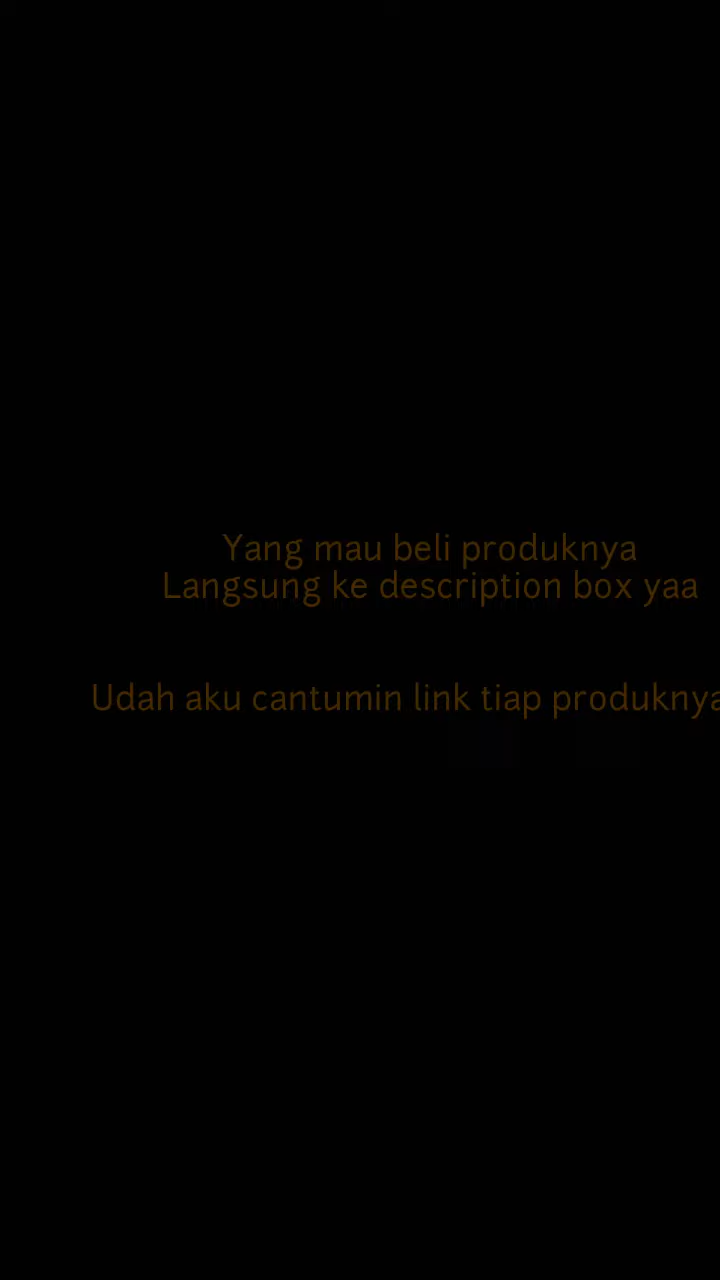 Yang mau beli produknya
Langsung ke description box yaa
Udah aku cantumin link tiap produknya